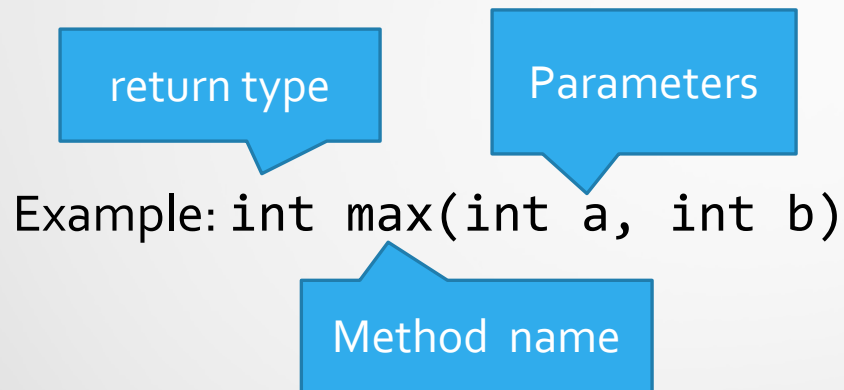 return type
Parameters
Example: int max(int a, int b)
Method name